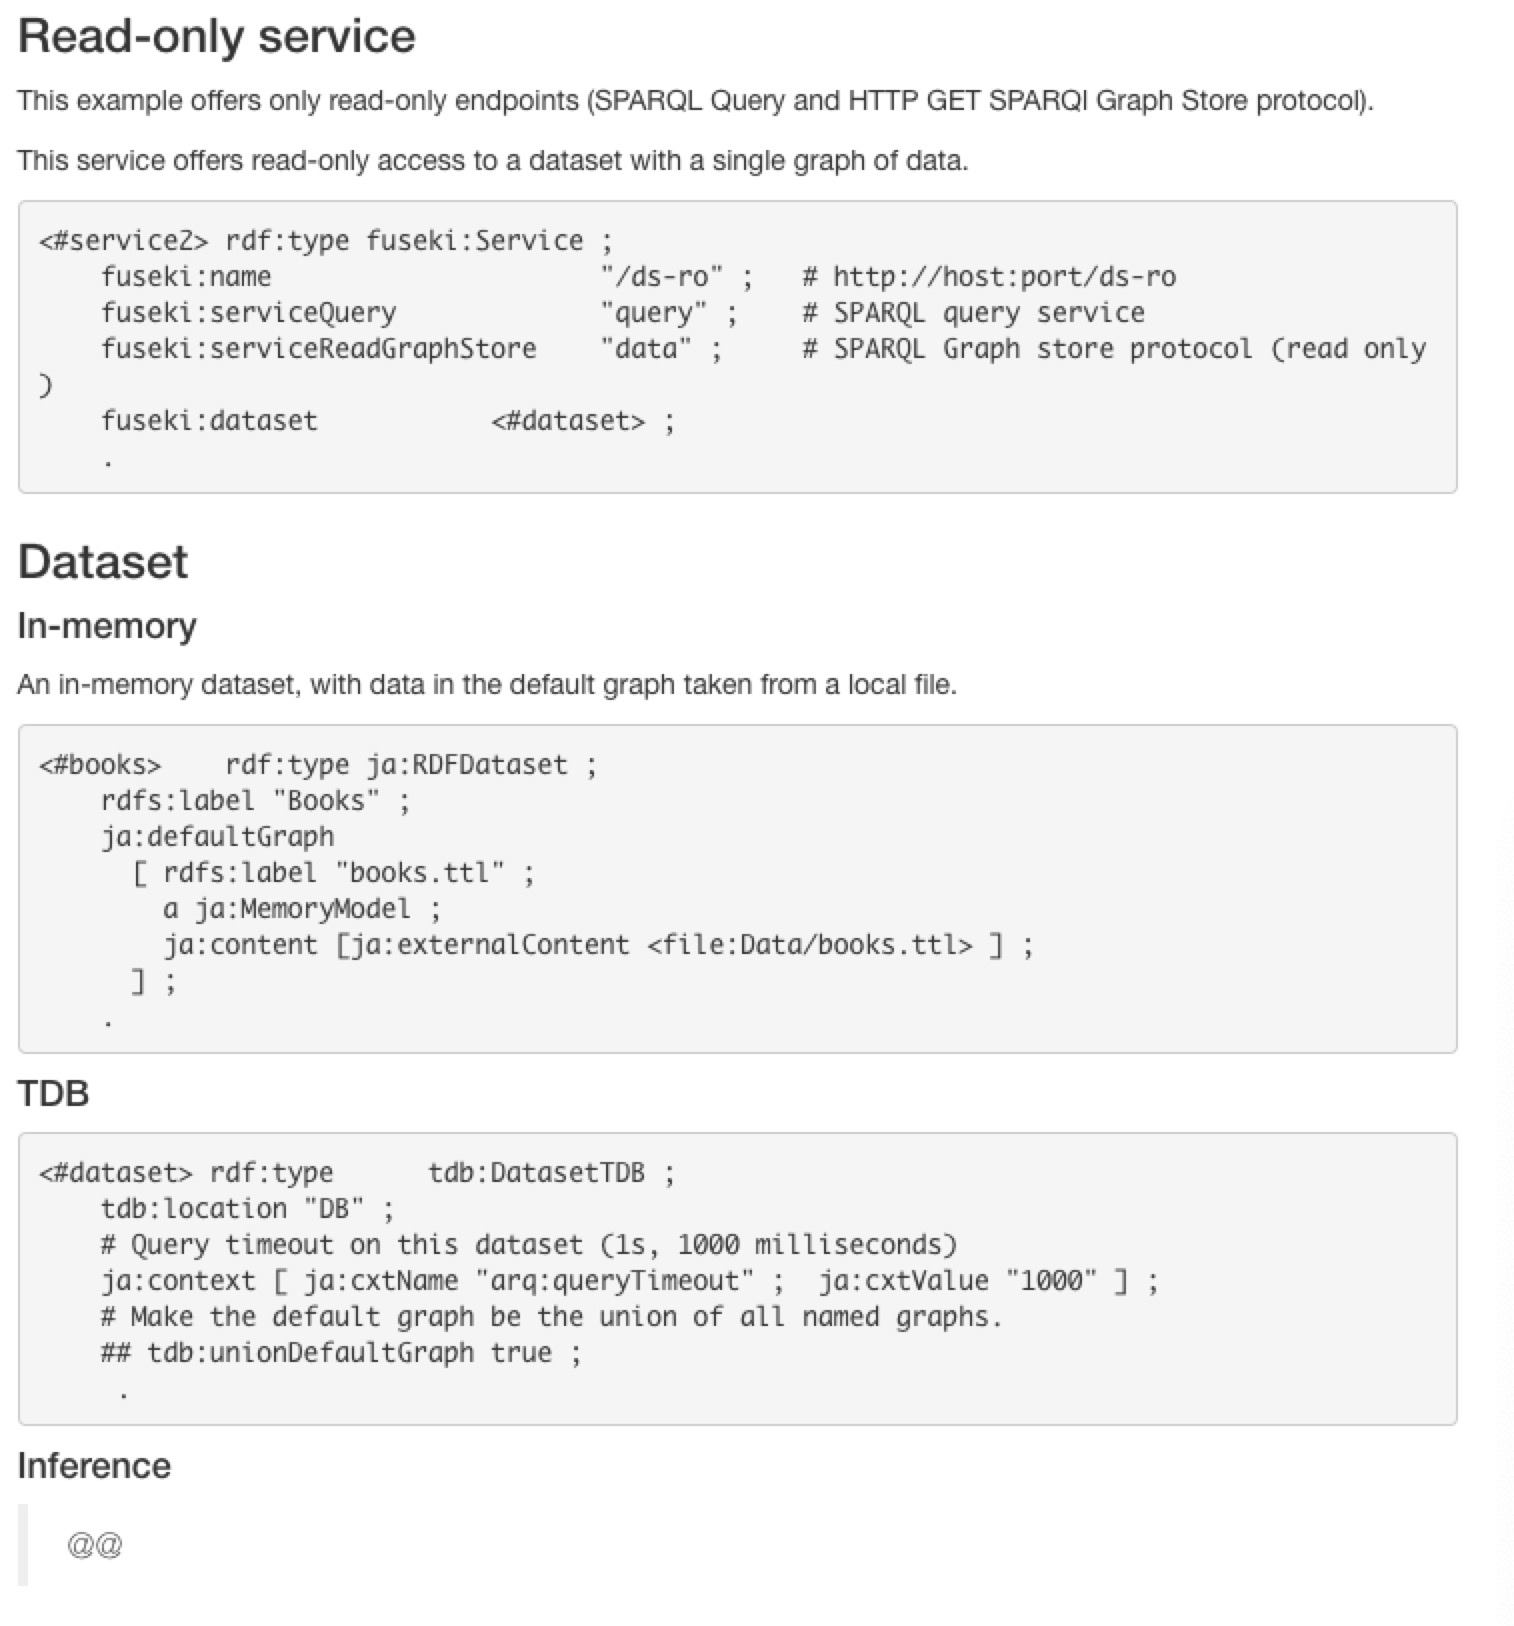 Read-only service
This example offers only read-only endpoints (SPARQL Query and HTTP GET SPARQl Graph Store protocol).
This service offers read-only access to a dataset with a single graph of data.
<#service2> rdf:type fuseki:Service ;
    fuseki:name                     "/ds-ro" ;   # http://host:port/ds-ro
    fuseki:serviceQuery             "query" ;    # SPARQL query service
    fuseki:serviceReadGraphStore    "data" ;     # SPARQL Graph store protocol (read only
)
    fuseki:dataset           <#dataset> ;
    .
Dataset
In-memory
An in-memory dataset, with data in the default graph taken from a local file.
<#books>    rdf:type ja:RDFDataset ;
    rdfs:label "Books" ;
    ja:defaultGraph
      [ rdfs:label "books.ttl" ;
        a ja:MemoryModel ;
        ja:content [ja:externalContent <file:Data/books.ttl> ] ;
      ] ;
    .
TDB
<#dataset> rdf:type      tdb:DatasetTDB ;
    tdb:location "DB" ;
    # Query timeout on this dataset (1s, 1000 milliseconds)
    ja:context [ ja:cxtName "arq:queryTimeout" ;  ja:cxtValue "1000" ] ;
    # Make the default graph be the union of all named graphs.
    ## tdb:unionDefaultGraph true ;
     .
Inference
@@